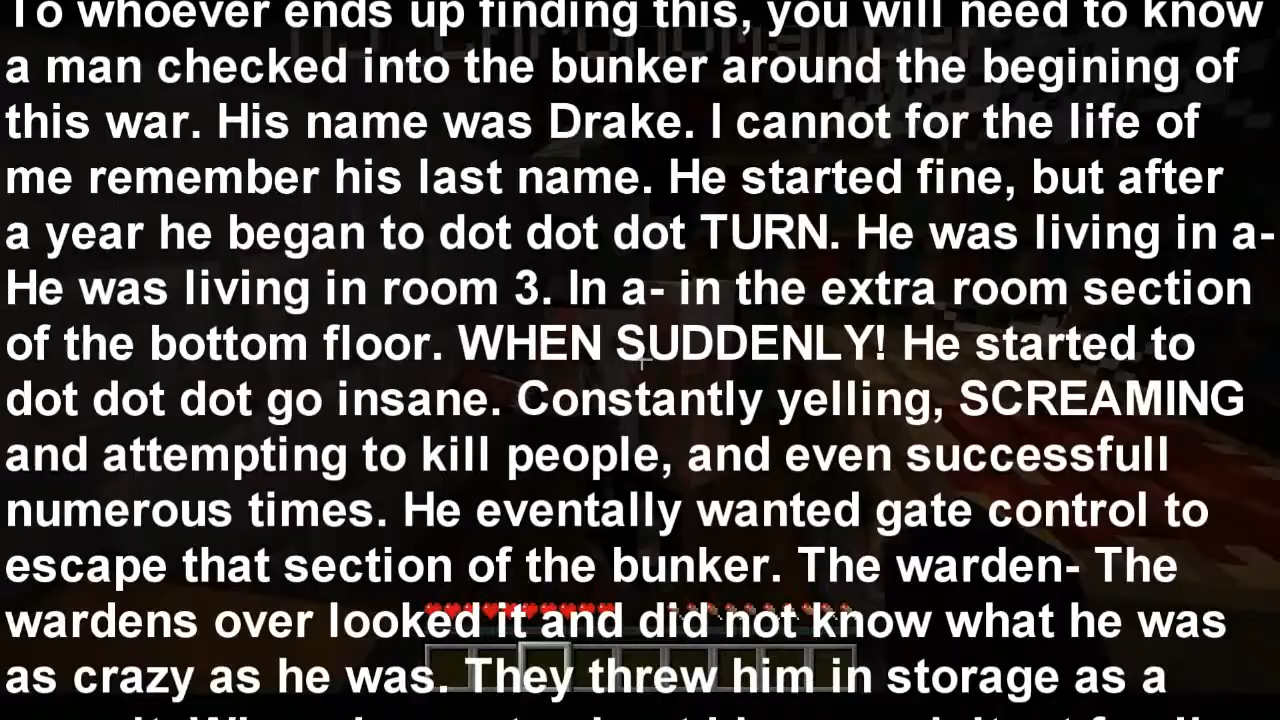 To whoever ends up finding this, you will need to know
a man checked into the bunker around the begining of
this war. His name was Drake. I cannot for the life of
me remember his last name. He started fine, but after
a year he began to dot dot dot TURN. He was living in a-
He was living in room 3. In a- in the extra room section
of the bottom floor. WHEN SUDDENLY! He started to
dot dot dot go insane. Constantly yelling, SCREAMING
and attempting to kill people, and even successfull
numerous times. He eventally wanted gate control to
escape that section of the bunker. The warden- The
wardens over looked it and did not know what he was
as crazy as he was. They threw him in storage as a